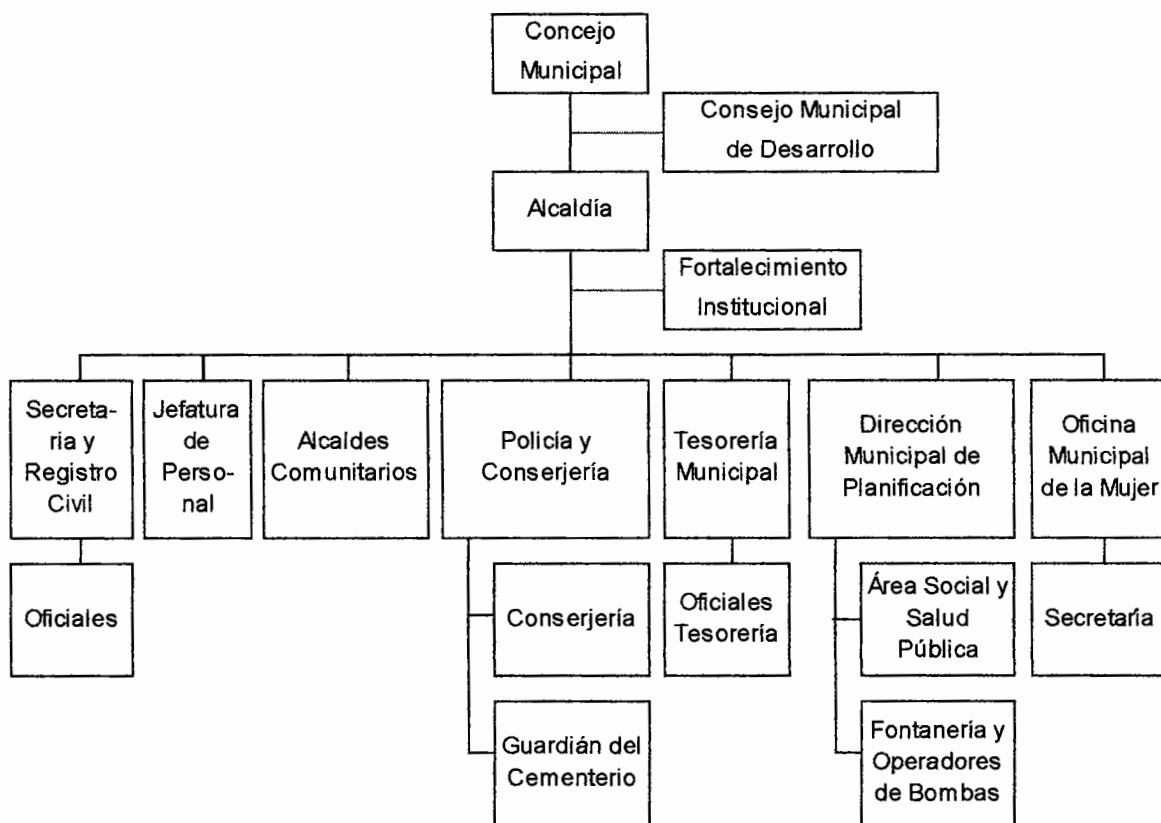 Concejo
Municipal
Consejo Municipal
de Desarrollo
Alcaldía
Fortalecimiento
Institucional
Secreta-
ria y
Registro
Civil
Jefatura
de
Perso-
nal
Alcaldes
Comunitarios
Policía y
Conserjería
Tesorería
Municipal
Dirección
Municipal de
Planificación
Oficina
Municipal
de la Mujer
Oficiales
Conserjería
Oficiales
Tesorería
Área Social y
Salud
Pública
Secretaría
Guardián del
Cementerio
Fontanería y
Operadores
de Bombas